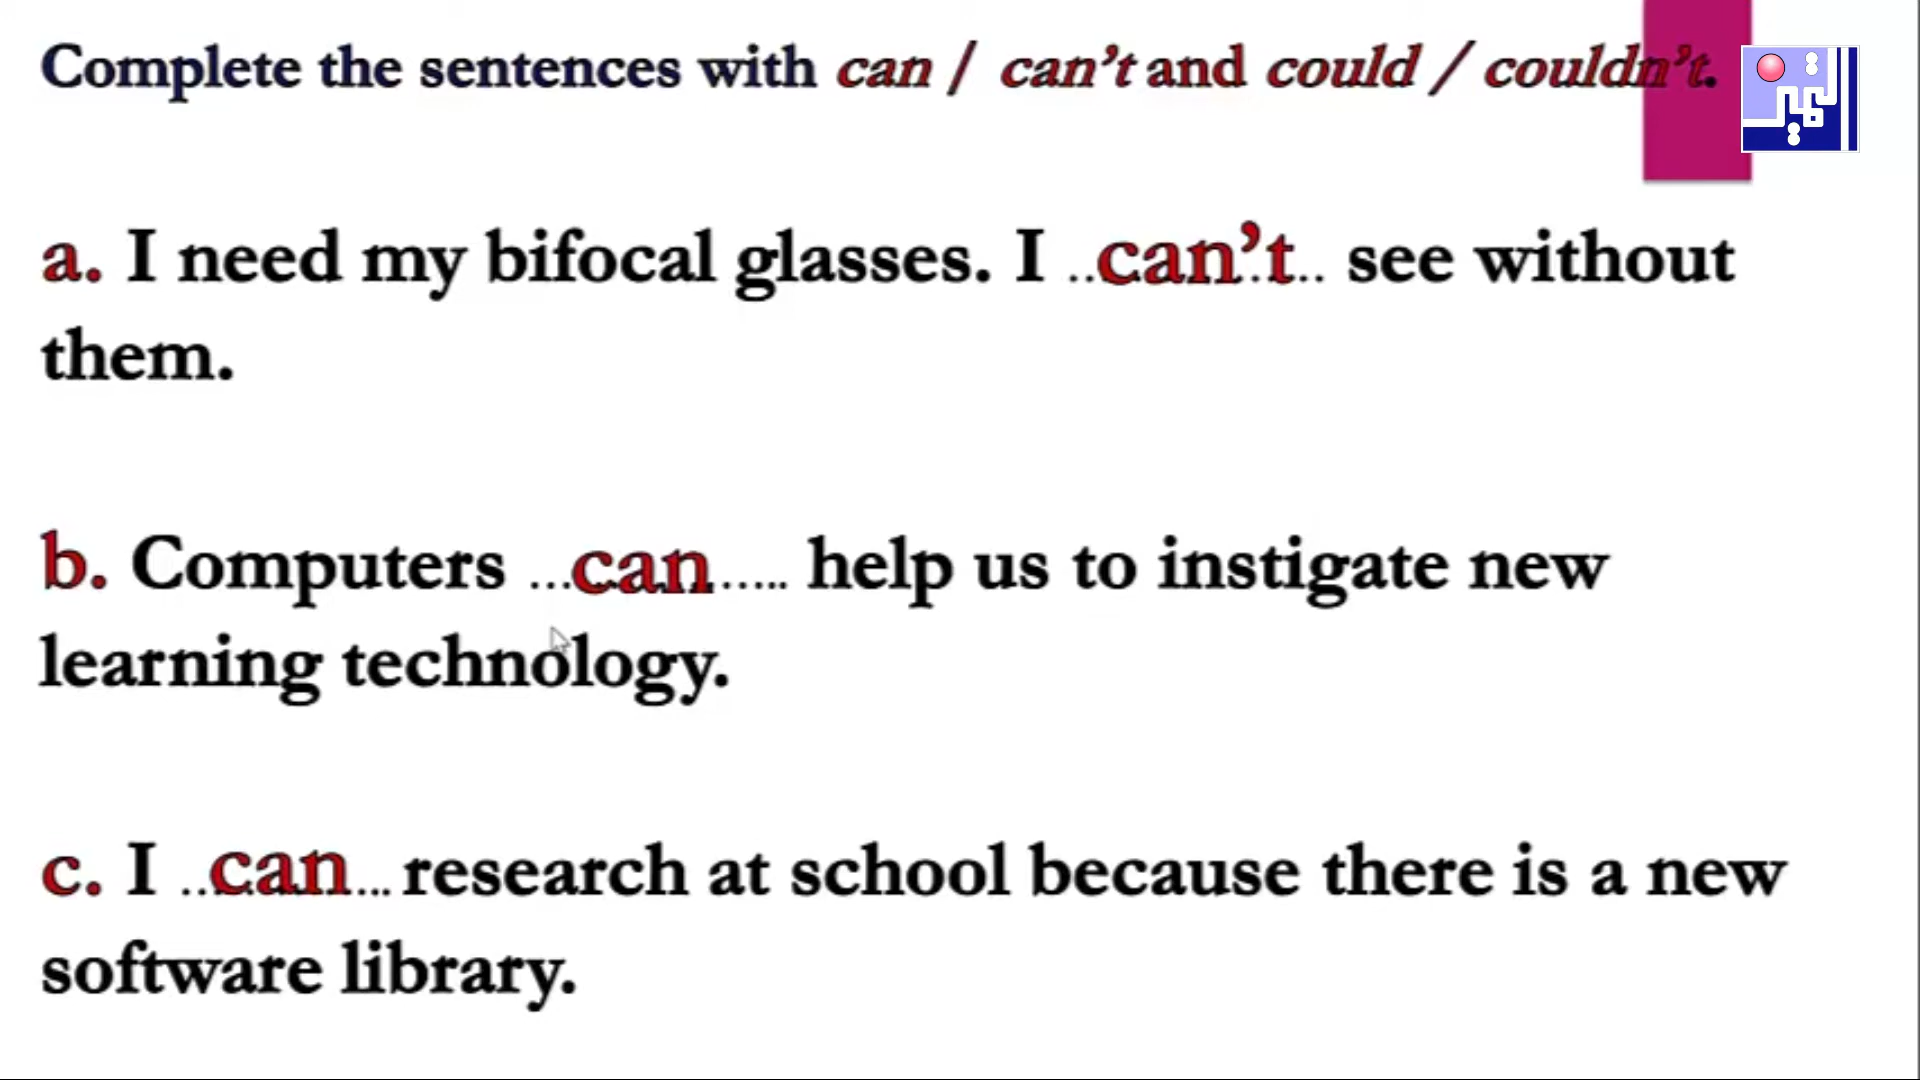 Complete the sentences with can / can't and could / couldn't.
a. I need my bifocal glasses. I ..can't.. see without
them.
b. Computers ...can..... help us to instigate new
learning technology.
c. I ..can... research at school because there is a new
software library.